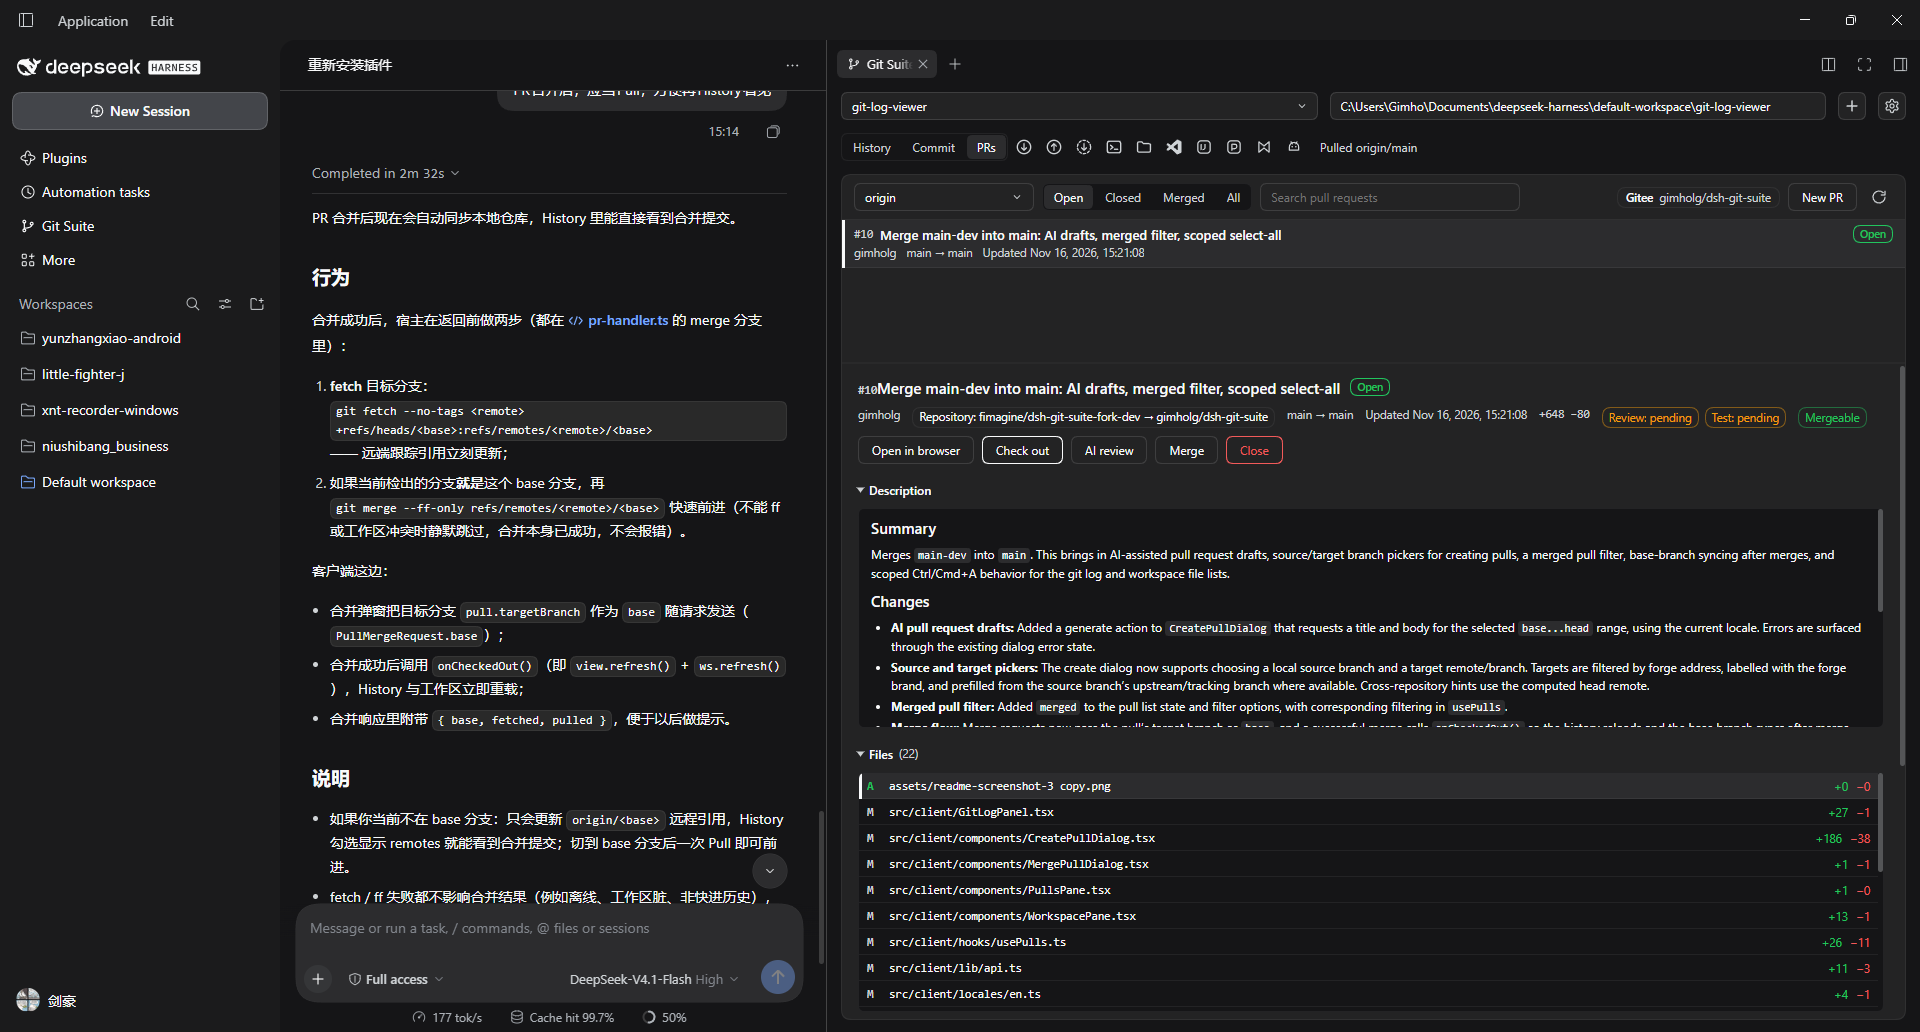 Application Edit
deepseek HARNESS
New Session
Plugins
Automation tasks
Git Suite
More
Workspaces
yunzhangxiao-android
little-fighter-j
xnt-recorder-windows
niushibang_business
Default workspace
剑豪
重新安装插件
15:14
Completed in 2m 32s
PR 合并后现在会自动同步本地仓库，History 里能直接看到合并提交。
行为
合并成功后，宿主在返回前做两步（都在 </> pr-handler.ts 的 merge 分支
里）：
1. fetch 目标分支：
git fetch --no-tags <remote>
+refs/heads/<base>:refs/remotes/<remote>/<base>
—— 远端跟踪引用立刻更新；
2. 如果当前检出的分支就是这个 base 分支，再
git merge --ff-only refs/remotes/<remote>/<base> 快速前进（不能 ff
或工作区冲突时静默跳过，合并本身已成功，不会报错）。
客户端这边：
• 合并弹窗把目标分支 pull.targetBranch 作为 base 随请求发送（
PullMergeRequest.base ）；
• 合并成功后调用 onCheckedOut() （即 view.refresh() + ws.refresh()
），History 与工作区立即重载；
• 合并响应里附带 { base, fetched, pulled } ，便于以后做提示。
说明
• 如果你当前不在 base 分支：只会更新 origin/<base> 远程引用，History
勾选显示 remotes 就能看到合并提交；切到 base 分支后一次 Pull 即可前
进。
• fetch / ff 失败都不影响合并结果（例如离线、工作区脏、非快进历史），
Message or run a task, / commands, @ files or sessions
Full access
DeepSeek-V4.1-Flash High
177 tok/s Cache hit 99.7% 50%
Git Suit
git-log-viewer
C:\Users\Gimho\Documents\deepseek-harness\default-workspace\git-log-viewer
History Commit PRs Pulled origin/main
origin Open Closed Merged All Search pull requests Gitee gimholg/dsh-git-suite New PR
#10 Merge main-dev into main: AI drafts, merged filter, scoped select-all Open
gimholg main → main Updated Nov 16, 2026, 15:21:08
#10Merge main-dev into main: AI drafts, merged filter, scoped select-all Open
gimholg Repository: fimagine/dsh-git-suite-fork-dev → gimholg/dsh-git-suite main → main Updated Nov 16, 2026, 15:21:08 +648 −80 Review: pending Test: pending Mergeable
Open in browser Check out AI review Merge Close
Description
Summary
Merges main-dev into main . This brings in AI-assisted pull request drafts, source/target branch pickers for creating pulls, a merged pull filter, base-branch syncing after merges, and
scoped Ctrl/Cmd+A behavior for the git log and workspace file lists.
Changes
• AI pull request drafts: Added a generate action to CreatePullDialog that requests a title and body for the selected base...head range, using the current locale. Errors are surfaced
through the existing dialog error state.
• Source and target pickers: The create dialog now supports choosing a local source branch and a target remote/branch. Targets are filtered by forge address, labelled with the forge
brand, and prefilled from the source branch's upstream/tracking branch where available. Cross-repository hints use the computed head remote.
• Merged pull filter: Added merged to the pull list state and filter options, with corresponding filtering in usePulls .
Files (22)
A assets/readme-screenshot-3 copy.png +0 −0
M src/client/GitLogPanel.tsx +27 −1
M src/client/components/CreatePullDialog.tsx +186 −38
M src/client/components/MergePullDialog.tsx +1 −1
M src/client/components/PullsPane.tsx +1 −0
M src/client/components/WorkspacePane.tsx +13 −1
M src/client/hooks/usePulls.ts +26 −11
M src/client/lib/api.ts +11 −3
M src/client/locales/en.ts +4 −1